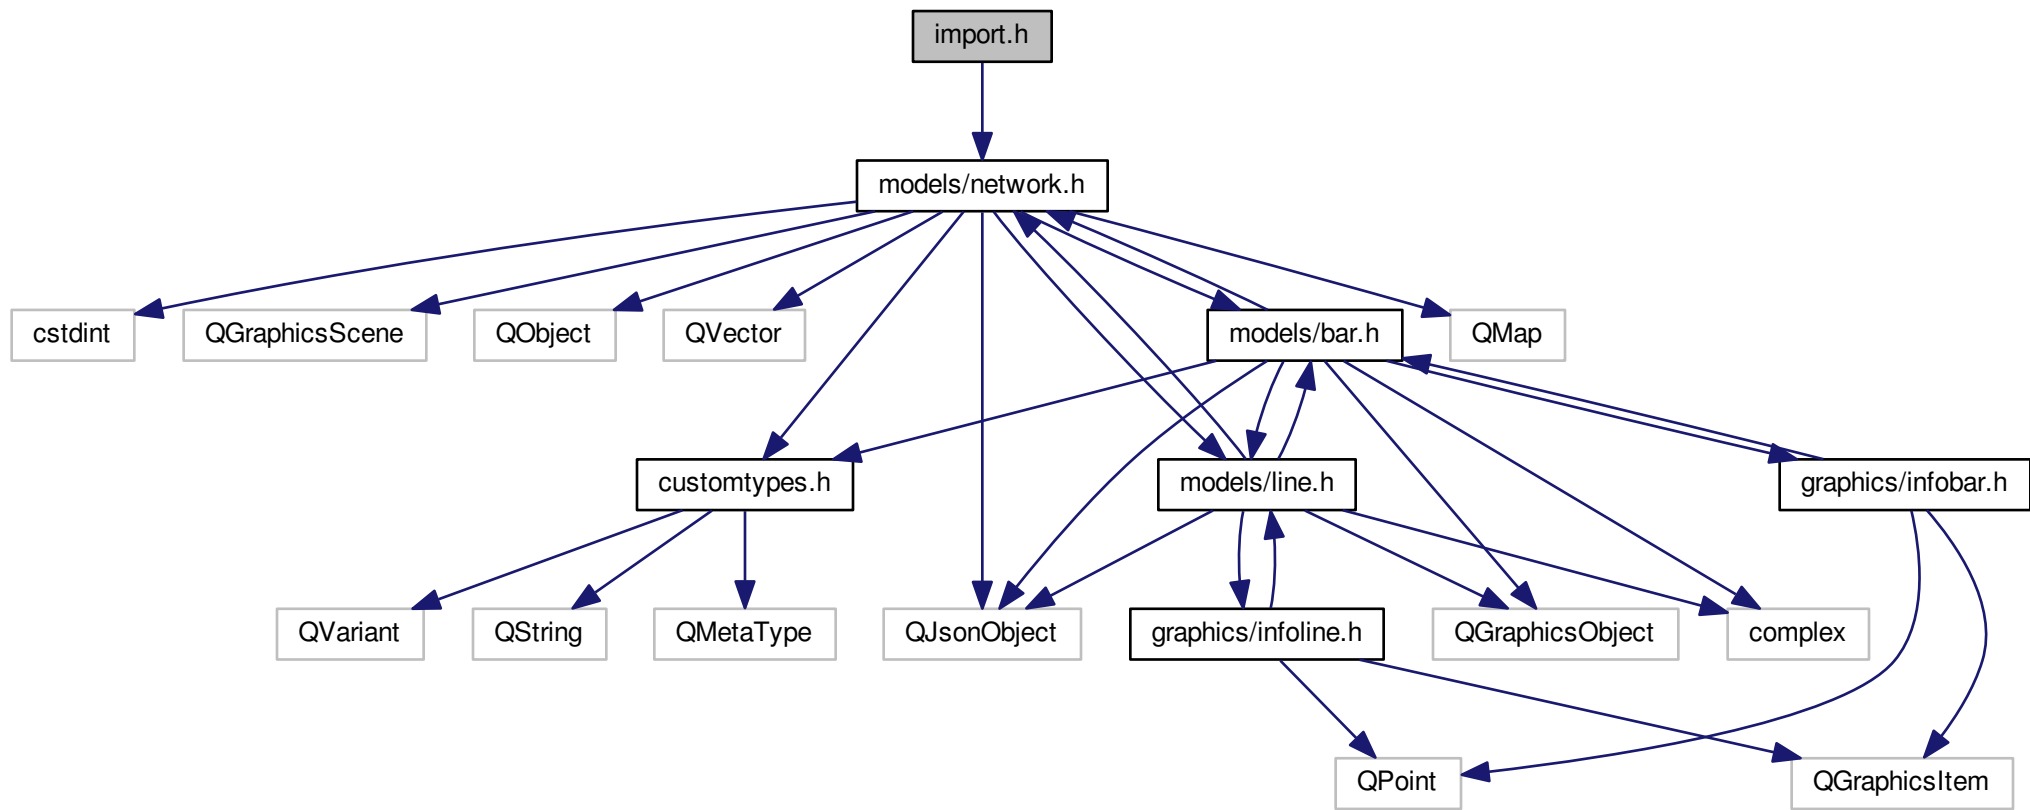 import.h
models/network.h
cstdint
QGraphicsScene
QObject
QVector
models/bar.h
QMap
customtypes.h
models/line.h
graphics/infobar.h
QVariant
QString
QMetaType
QJsonObject
graphics/infoline.h
QGraphicsObject
complex
QPoint
QGraphicsItem